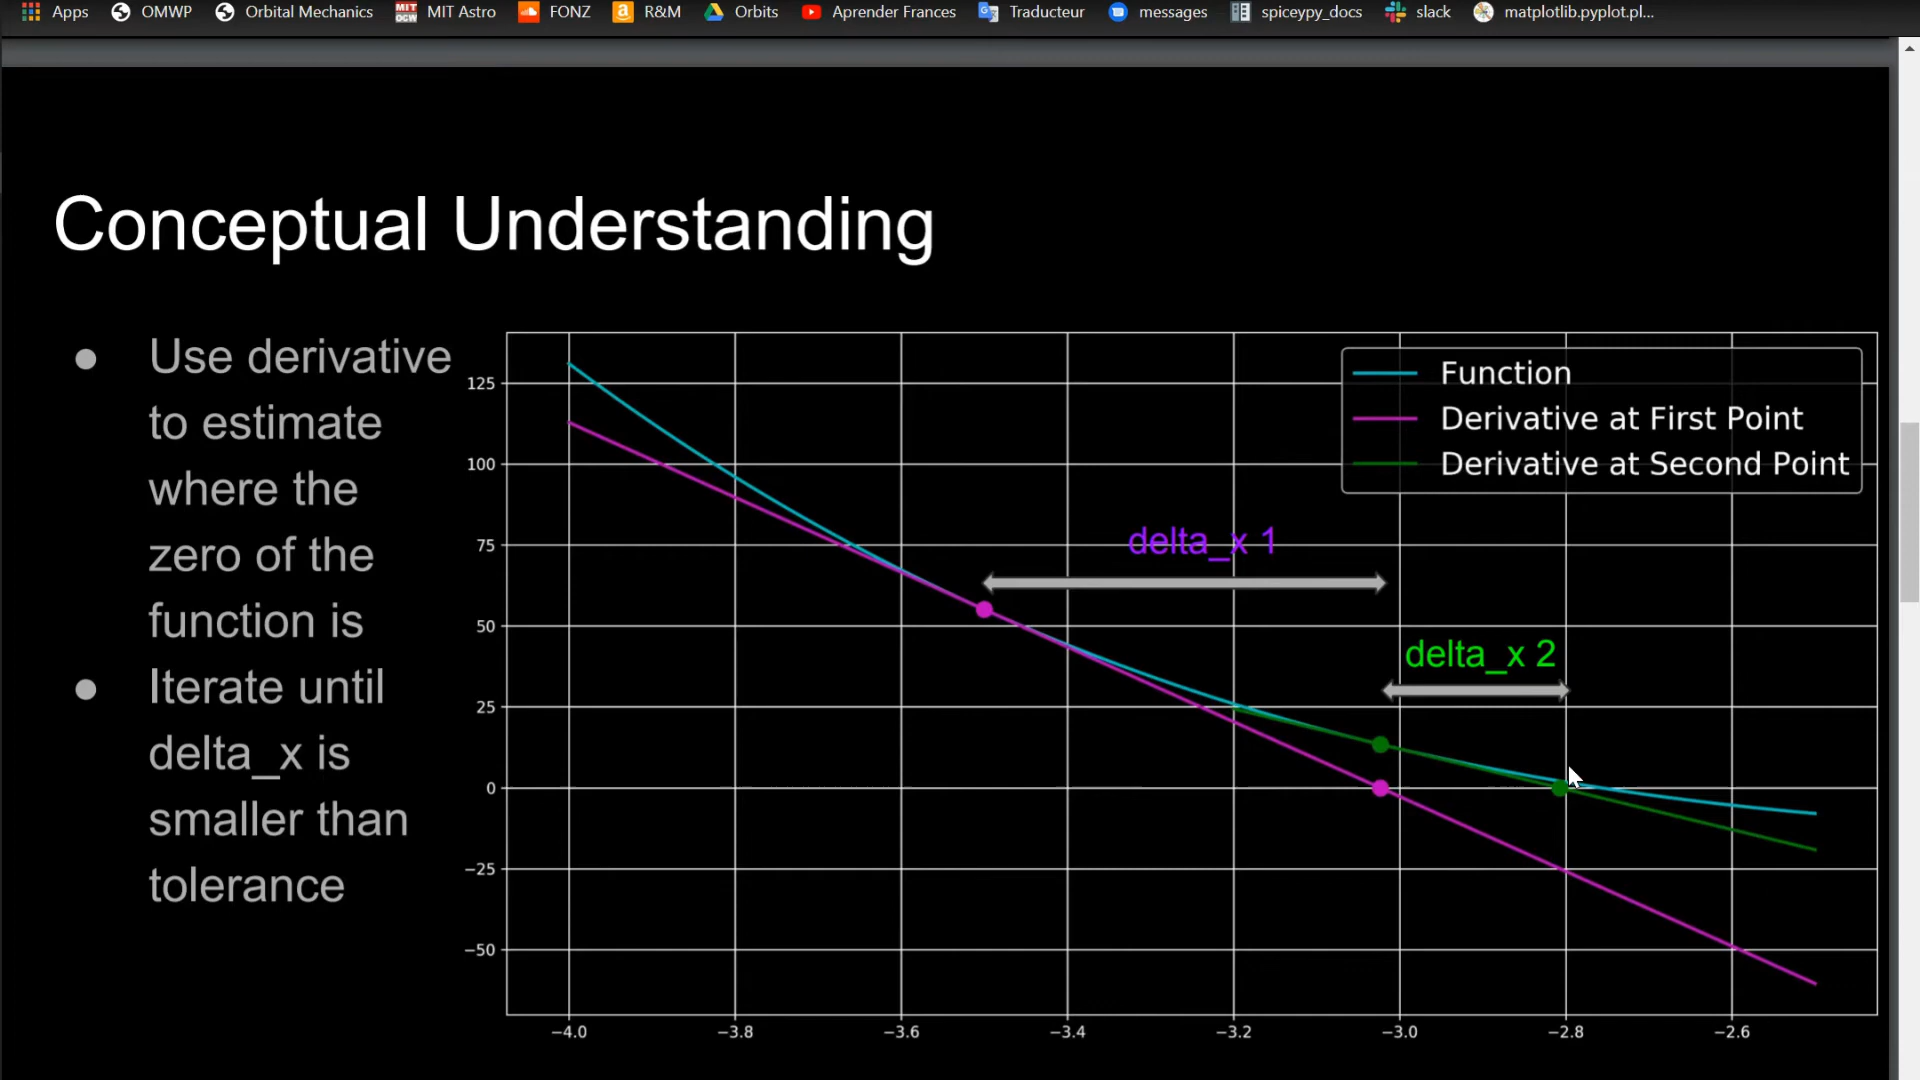 Apps OMWP Orbital Mechanics MIT OCW MIT Astro FONZ a R&M Orbits Aprender Frances Traducteur messages spiceypy_docs slack matplotlib.pyplot.pl...
Conceptual Understanding
● Use derivative
to estimate
where the
zero of the
function is
● Iterate until
delta_x is
smaller than
tolerance
Function
Derivative at First Point
Derivative at Second Point
delta_x 1
delta_x 2
125
100
75
50
25
0
−25
−50
−4.0 −3.8 −3.6 −3.4 −3.2 −3.0 −2.8 −2.6